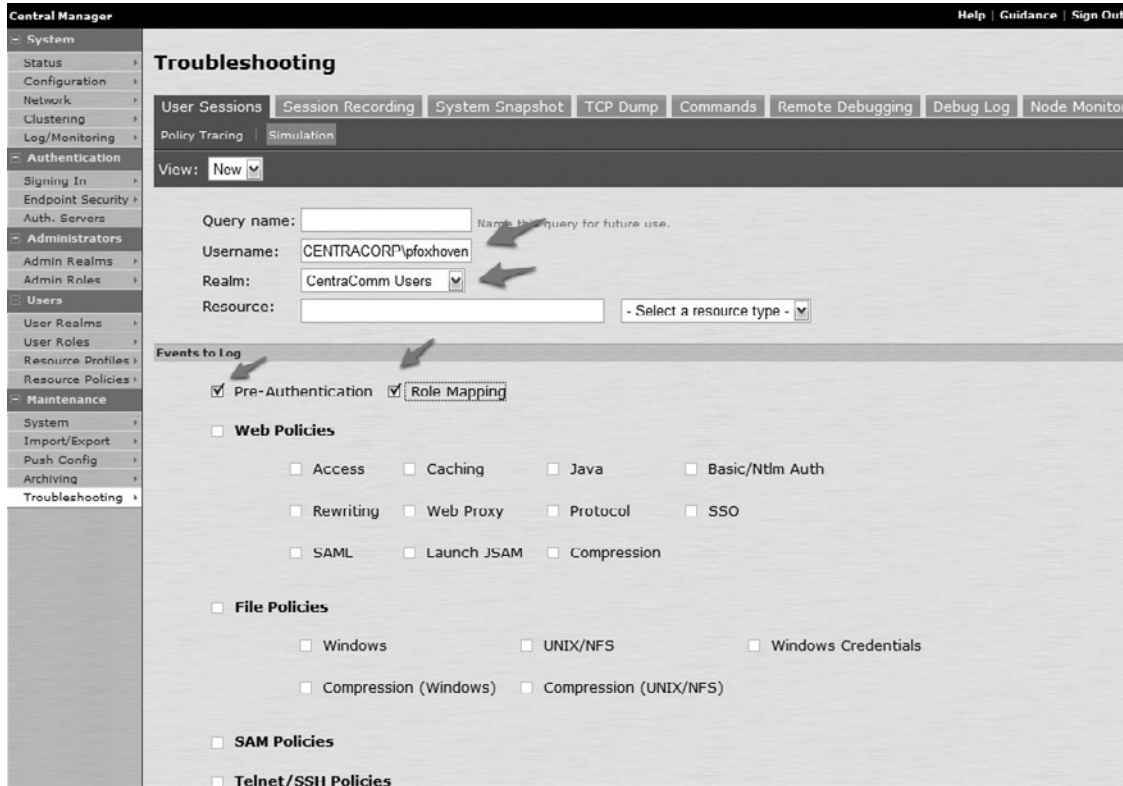 Central Manager
Help | Guidance | Sign Out
System
Status
Configuration
Network
Clustering
Log/Monitoring
Authentication
Signing In
Endpoint Security
Auth. Servers
Administrators
Admin Realms
Admin Roles
Users
User Realms
User Roles
Resource Profiles
Resource Policies
Maintenance
System
Import/Export
Push Config
Archiving
Troubleshooting
Troubleshooting
User Sessions Session Recording System Snapshot TCP Dump Commands Remote Debugging Debug Log Node Monitor
Policy Tracing | Simulation
View: New
Query name: Name this query for future use.
Username: CENTRACORP\pfoxhoven
Realm: CentraComm Users
Resource: - Select a resource type -
Events to Log
Pre-Authentication Role Mapping
Web Policies
Access Caching Java Basic/Ntlm Auth
Rewriting Web Proxy Protocol SSO
SAML Launch JSAM Compression
File Policies
Windows UNIX/NFS Windows Credentials
Compression (Windows) Compression (UNIX/NFS)
SAM Policies
Telnet/SSH Policies